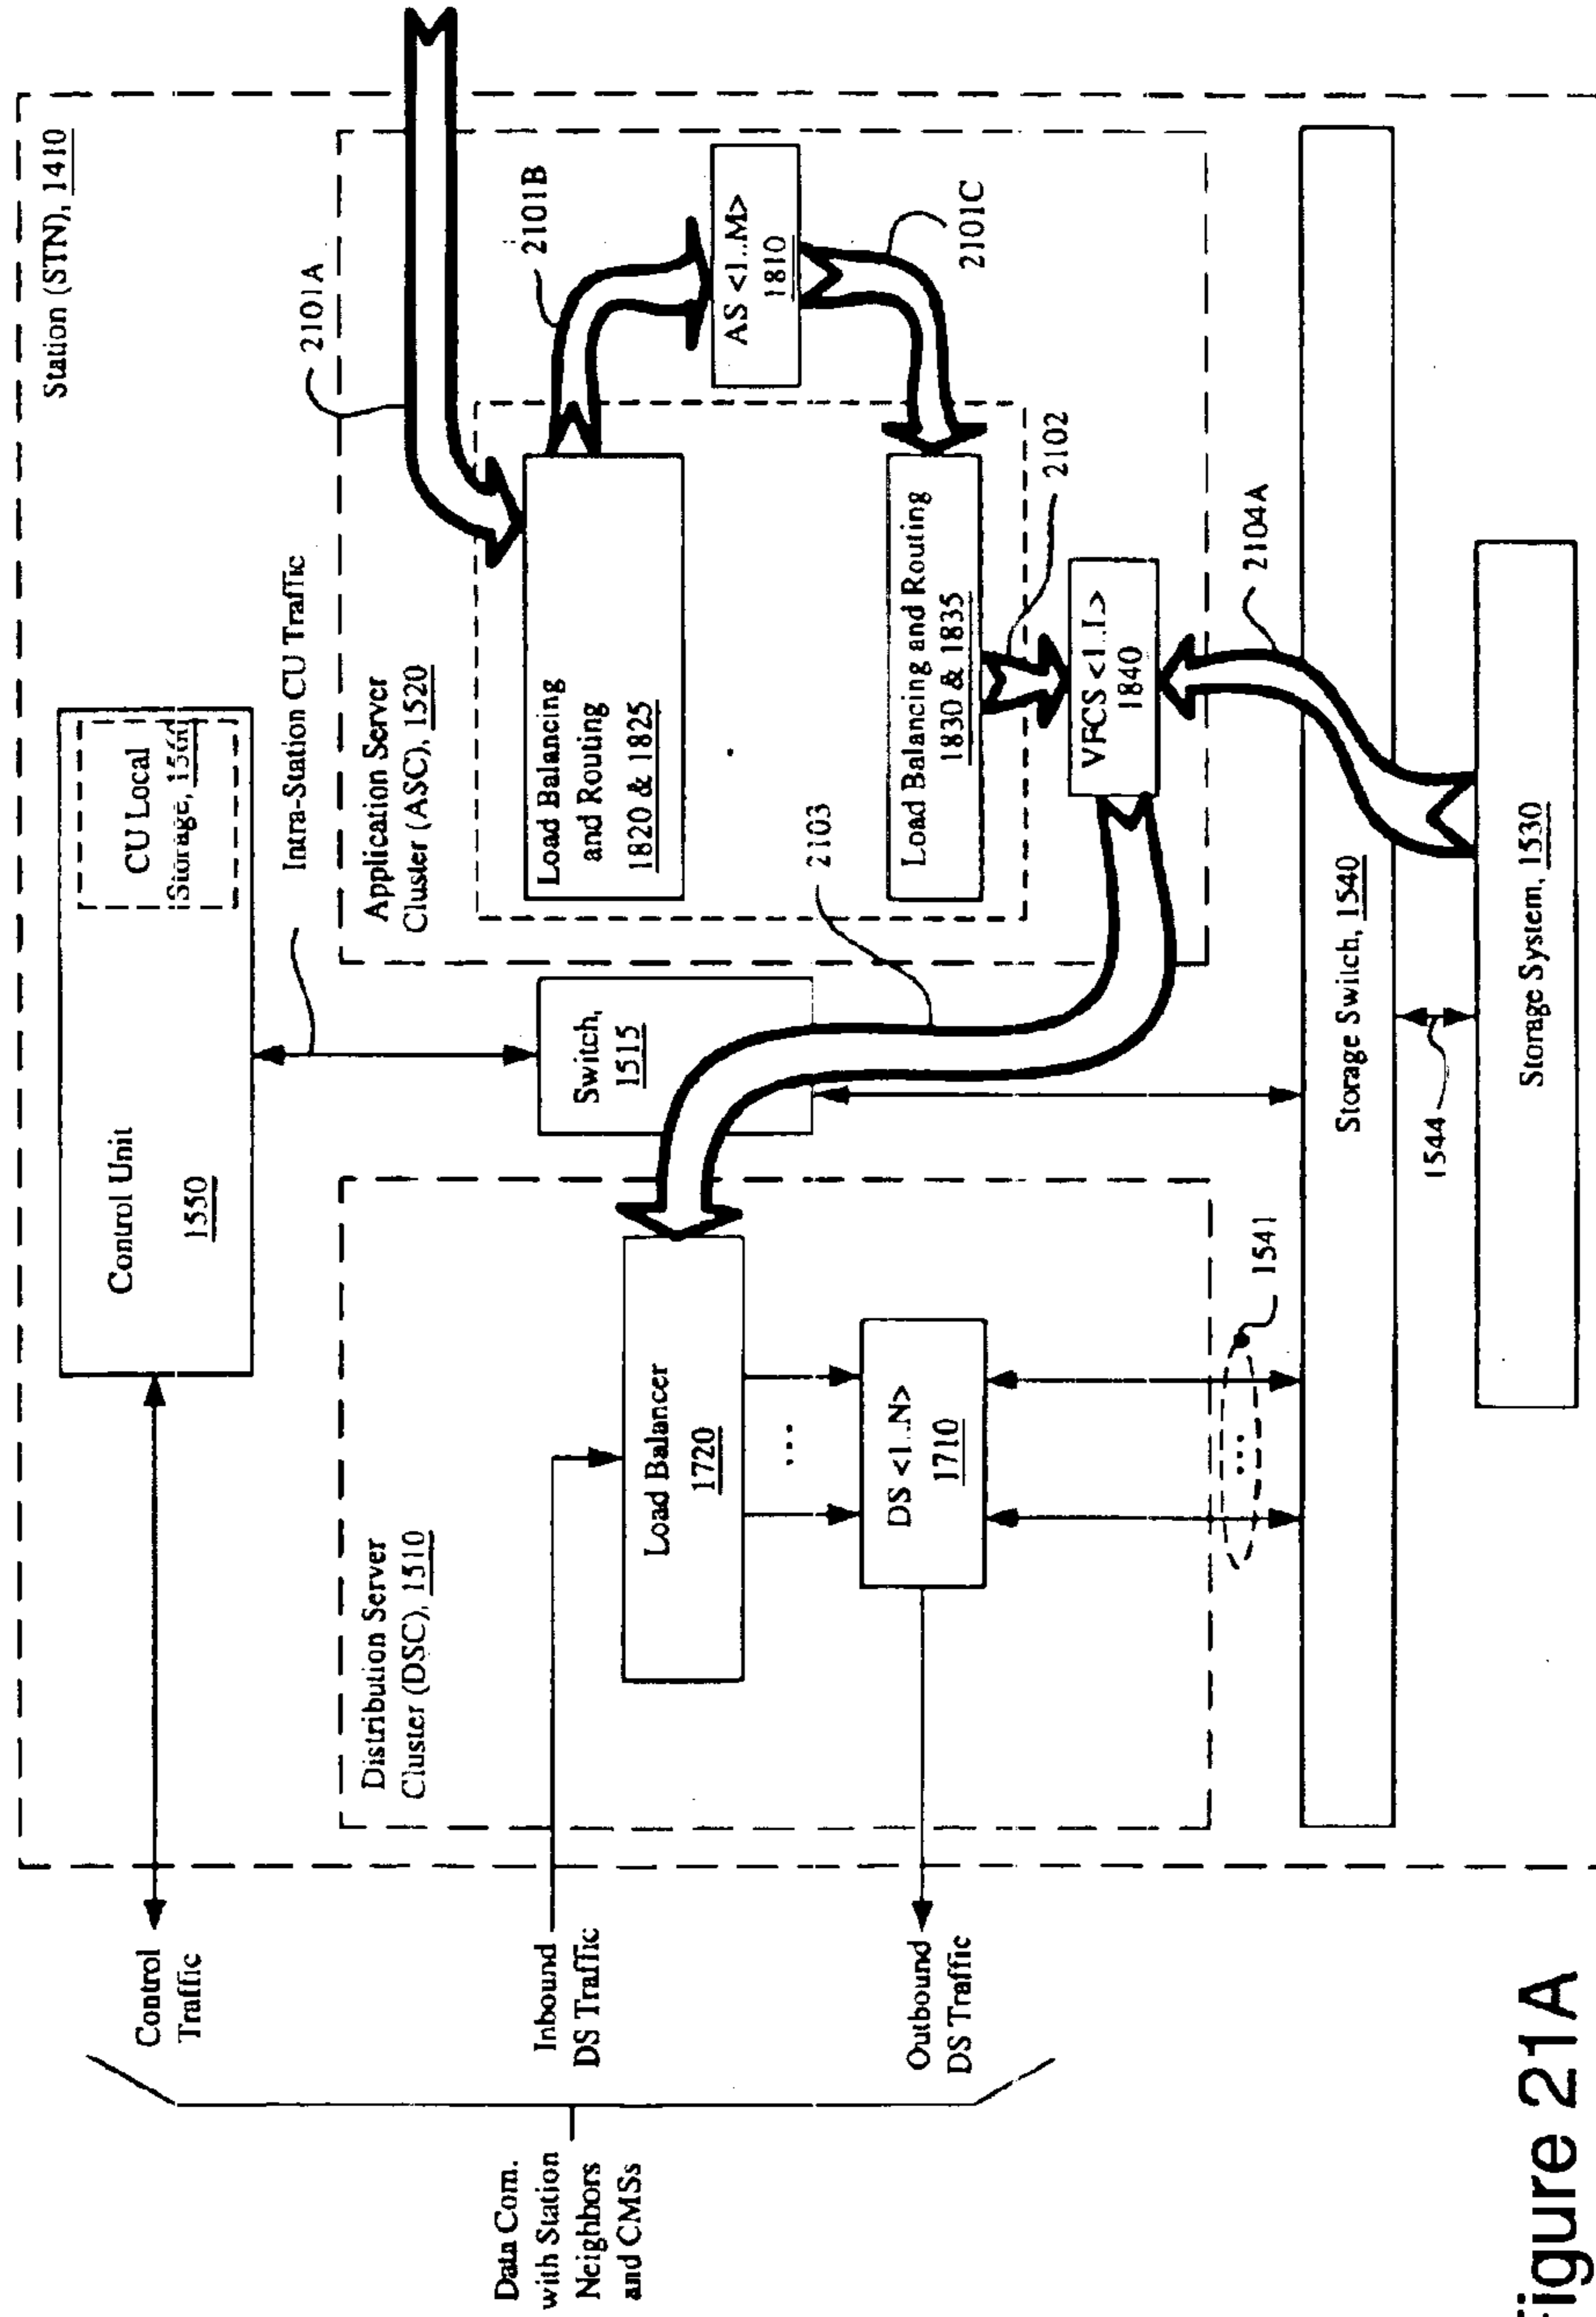 Station (STN), 1410
Control Unit
1550
CU Local
Storage,
Control
Traffic
Intra-Station CU Traffic
2101A
Distribution Server
Cluster (DSC), 1510
Application Server
Cluster (ASC), 1520
Switch,
1515
Data Com.
with Station
Neighbors
and CMSs
Inbound
DS Traffic
Load Balancer
1720
...
Load Balancing
and Routing
1820 & 1825
2101B
AS <1..M>
1810
2101C
DS <1..N>
1710
Outbound
DS Traffic
2103
Load Balancing and Routing
1830 & 1835
2102
VFCS <1..I>
1840
2104A
...
1541
Storage Switch, 1540
1544
Storage System, 1530
Figure 21A